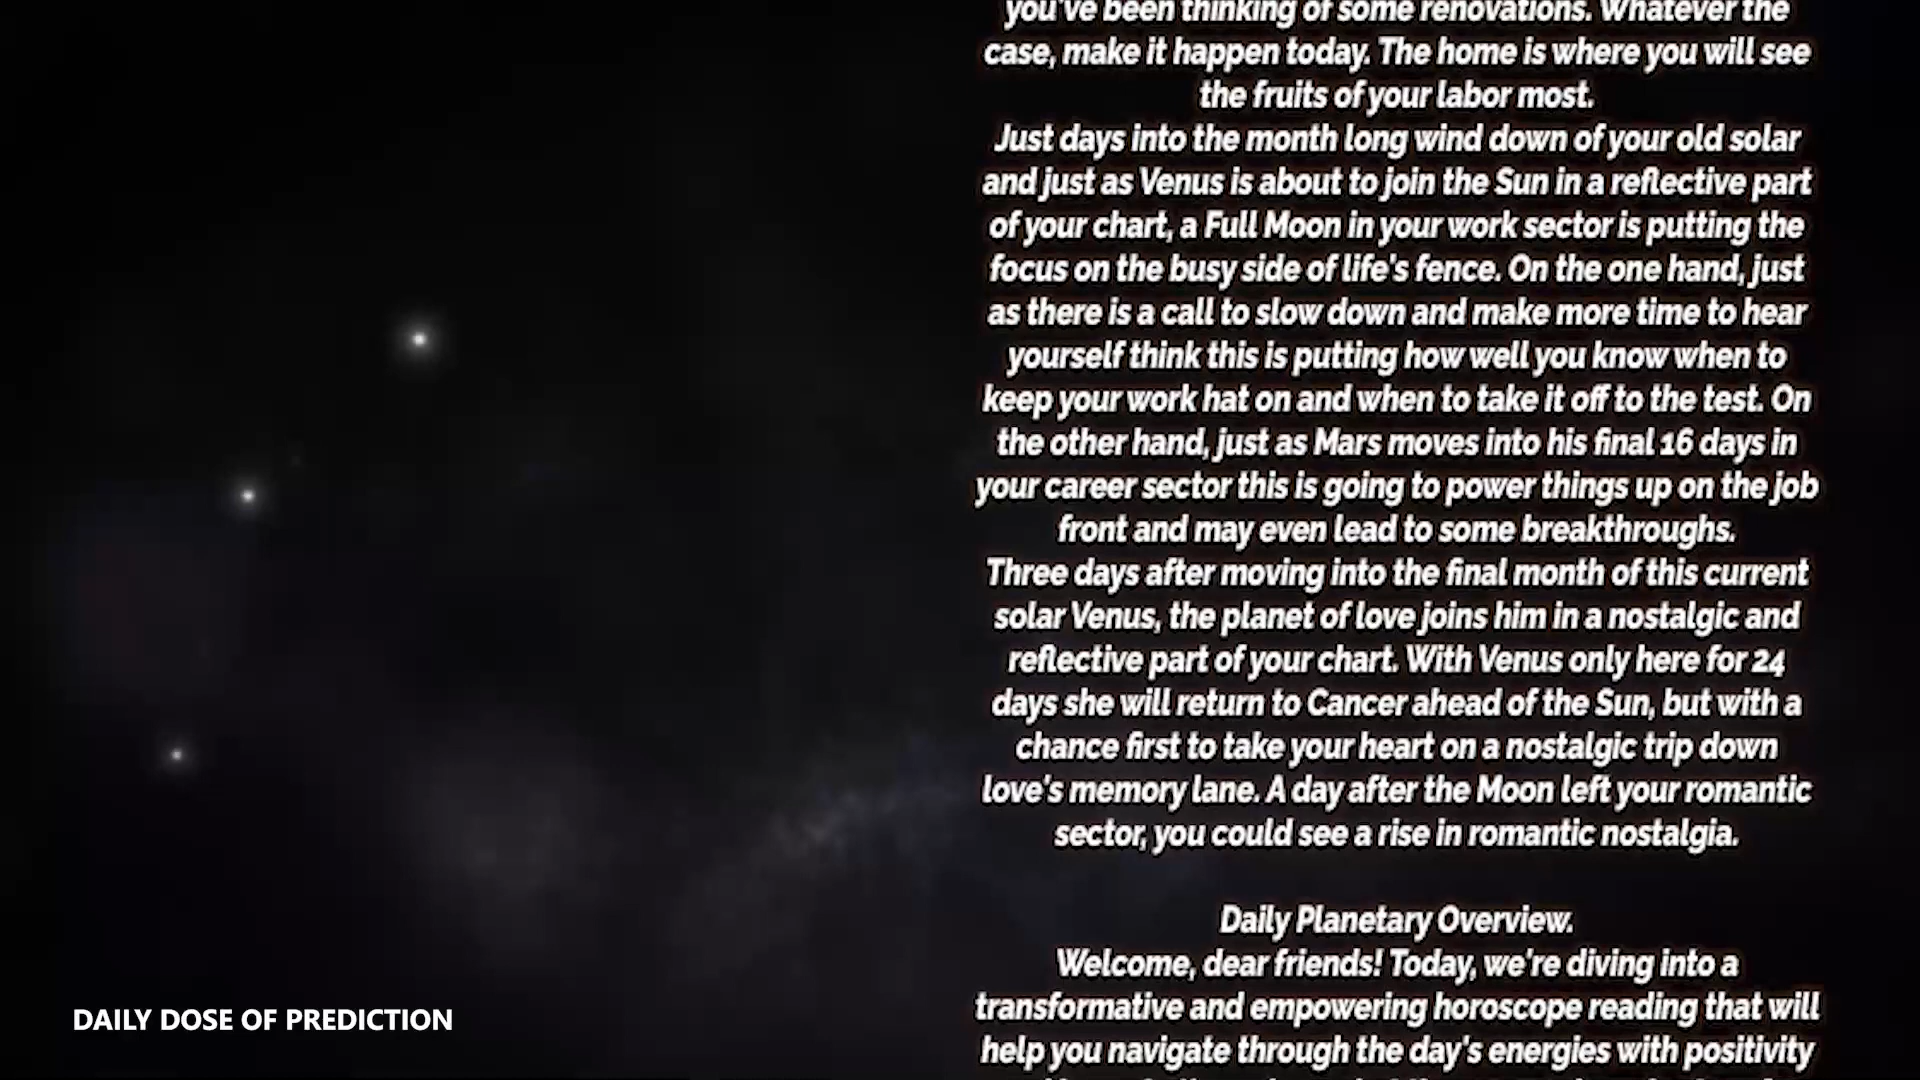 you've been thinking of some renovations. Whatever the
case, make it happen today. The home is where you will see
the fruits of your labor most.
Just days into the month long wind down of your old solar
and just as Venus is about to join the Sun in a reflective part
of your chart, a Full Moon in your work sector is putting the
focus on the busy side of life's fence. On the one hand, just
as there is a call to slow down and make more time to hear
yourself think this is putting how well you know when to
keep your work hat on and when to take it off to the test. On
the other hand, just as Mars moves into his final 16 days in
your career sector this is going to power things up on the job
front and may even lead to some breakthroughs.
Three days after moving into the final month of this current
solar Venus, the planet of love joins him in a nostalgic and
reflective part of your chart. With Venus only here for 24
days she will return to Cancer ahead of the Sun, but with a
chance first to take your heart on a nostalgic trip down
love's memory lane. A day after the Moon left your romantic
sector, you could see a rise in romantic nostalgia.
Daily Planetary Overview.
Welcome, dear friends! Today, we're diving into a
transformative and empowering horoscope reading that will
help you navigate through the day's energies with positivity
DAILY DOSE OF PREDICTION